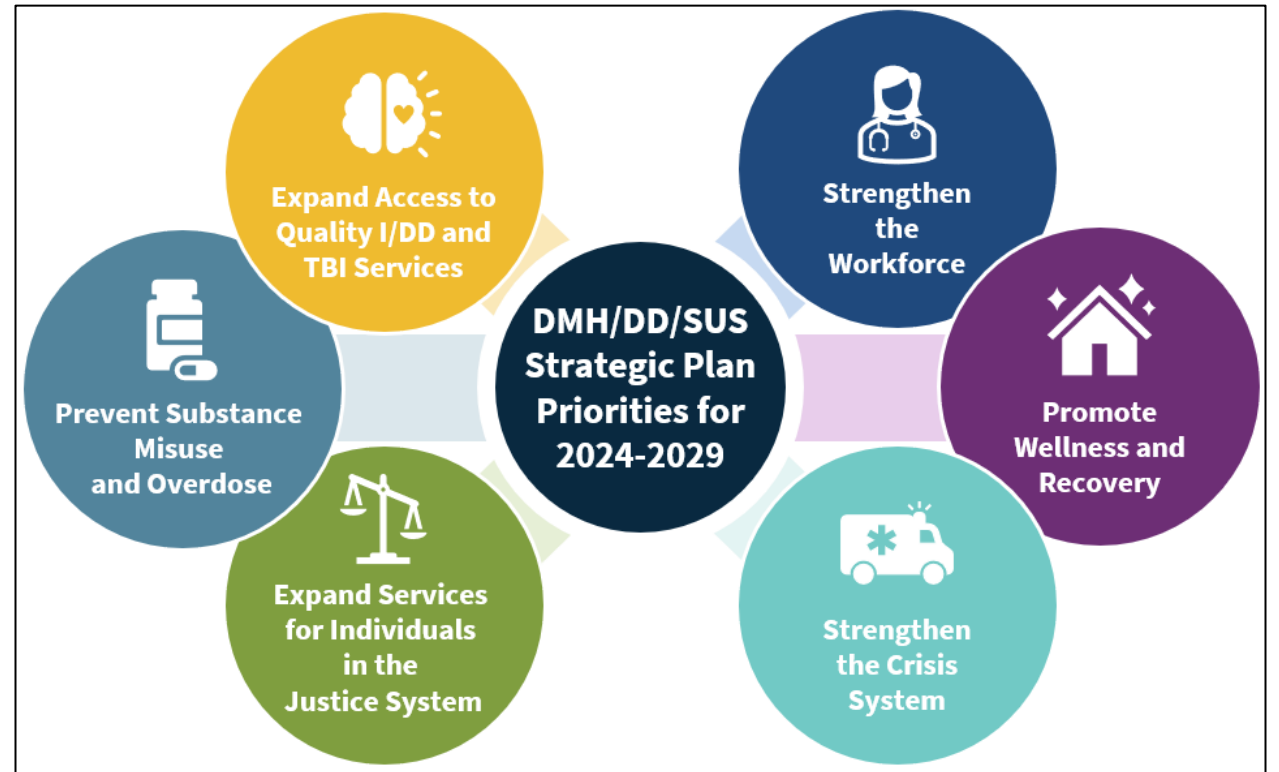 Expand Access to
Quality I/DD and
TBI Services
Strengthen
the
Workforce
Prevent Substance
Misuse
and Overdose
DMH/DD/SUS
Strategic Plan
Priorities for
2024-2029
Promote
Wellness and
Recovery
Expand Services
for Individuals
in the
Justice System
Strengthen
the Crisis
System